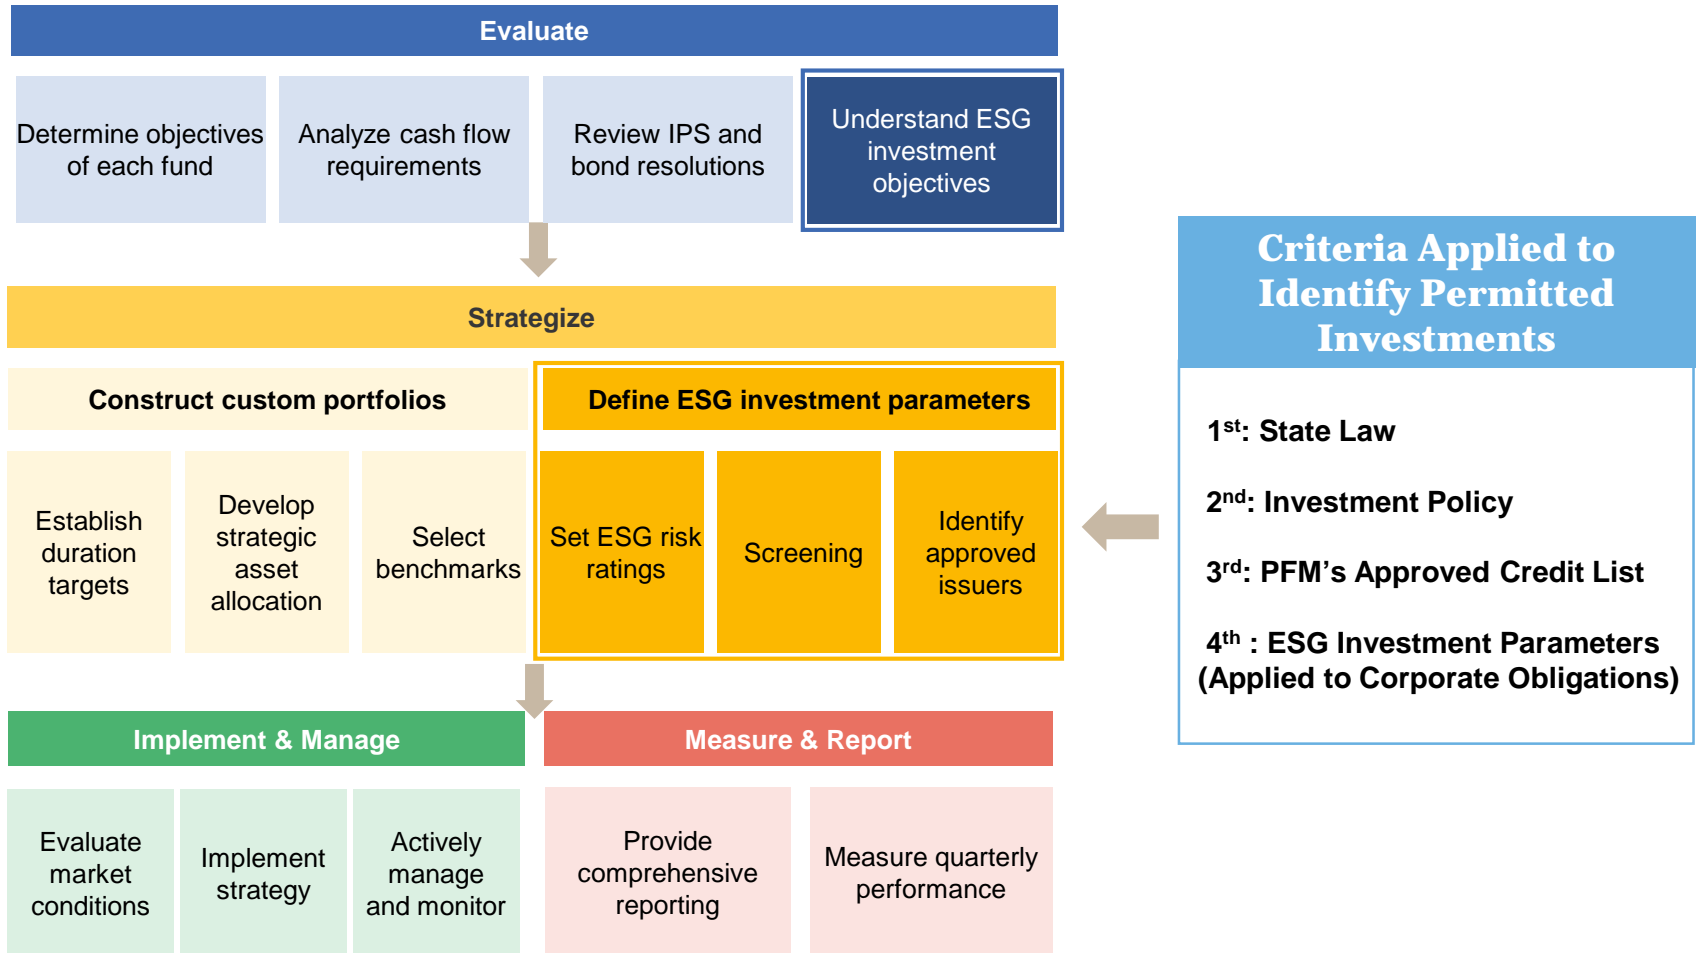 Evaluate
Determine objectives
of each fund
Analyze cash flow
requirements
Review IPS and
bond resolutions
Understand ESG
investment
objectives
Strategize
Construct custom portfolios
Define ESG investment parameters
Establish
duration
targets
Develop
strategic
asset
allocation
Select
benchmarks
Set ESG risk
ratings
Screening
Identify
approved
issuers
Implement & Manage
Measure & Report
Evaluate
market
conditions
Implement
strategy
Actively
manage
and monitor
Provide
comprehensive
reporting
Measure quarterly
performance
Criteria Applied to
Identify Permitted
Investments
1st: State Law
2nd: Investment Policy
3rd: PFM’s Approved Credit List
4th : ESG Investment Parameters
(Applied to Corporate Obligations)